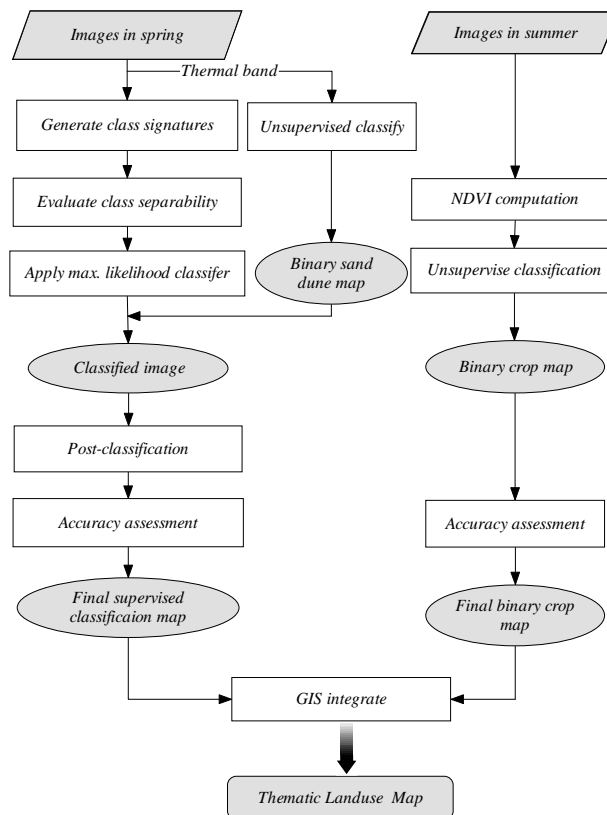 Images in spring
Images in summer
Thermal band
Generate class signatures
Unsupervised classify
Evaluate class separability
NDVI computation
Apply max. likelihood classifer
Binary sand
dune map
Unsupervise classification
Classified image
Binary crop map
Post-classification
Accuracy assessment
Accuracy assessment
Final supervised
classificaion map
Final binary crop
map
GIS integrate
Thematic Landuse Map